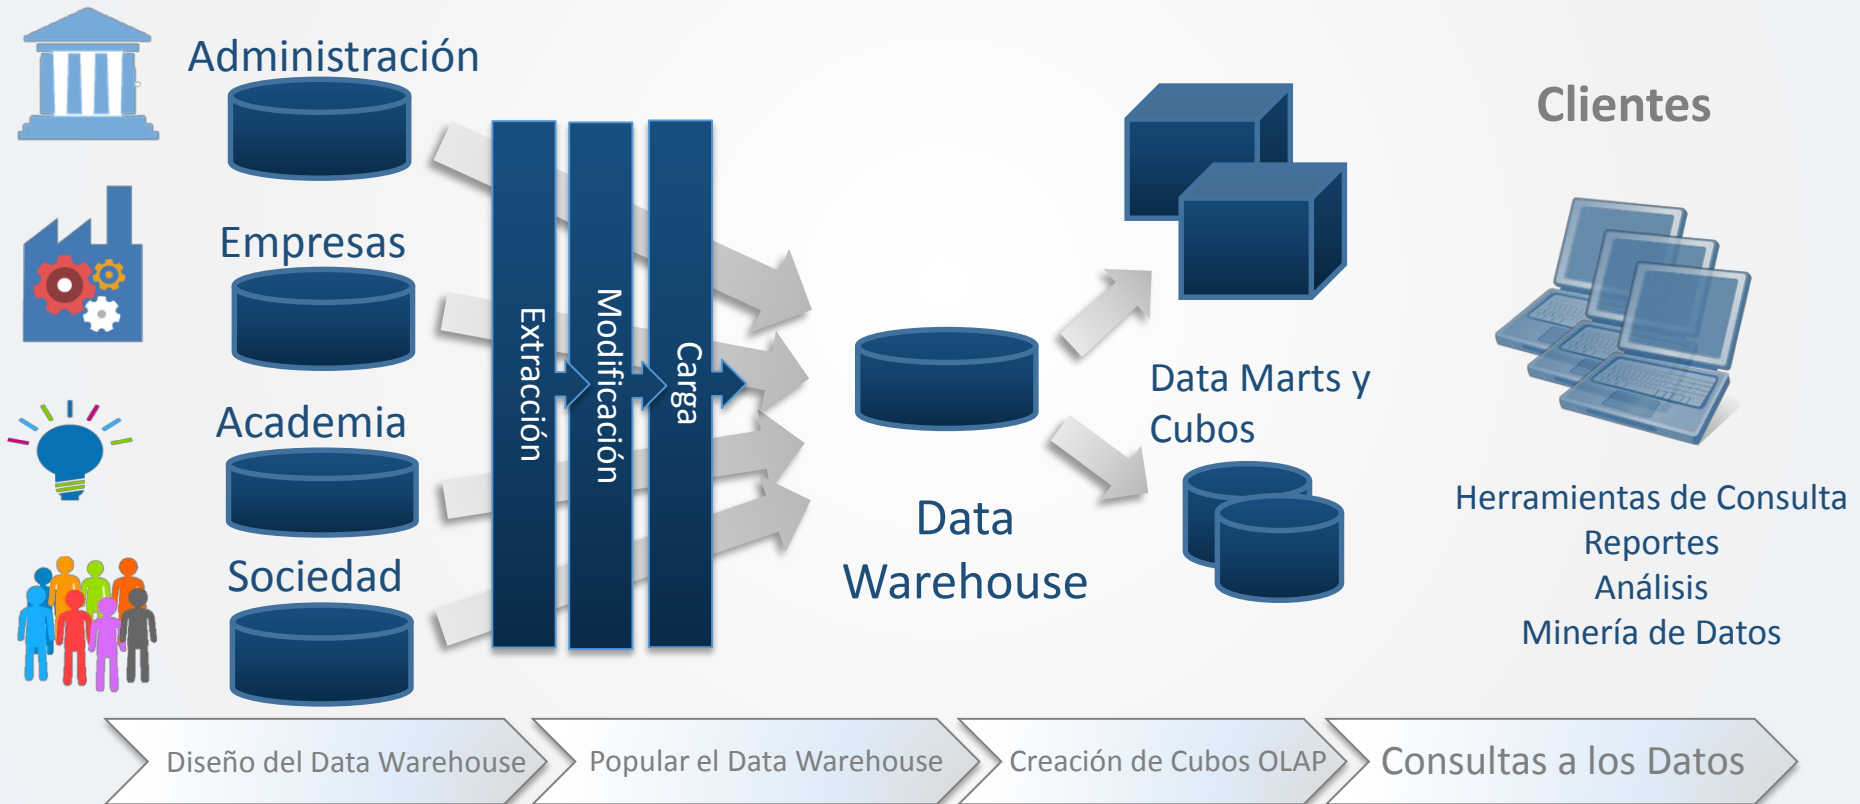 Administración
Empresas
Academia
Sociedad
Extracción
Modificación
Carga
Data
Warehouse
Data Marts y
Cubos
Clientes
Herramientas de Consulta
Reportes
Análisis
Minería de Datos
Diseño del Data Warehouse
Popular el Data Warehouse
Creación de Cubos OLAP
Consultas a los Datos